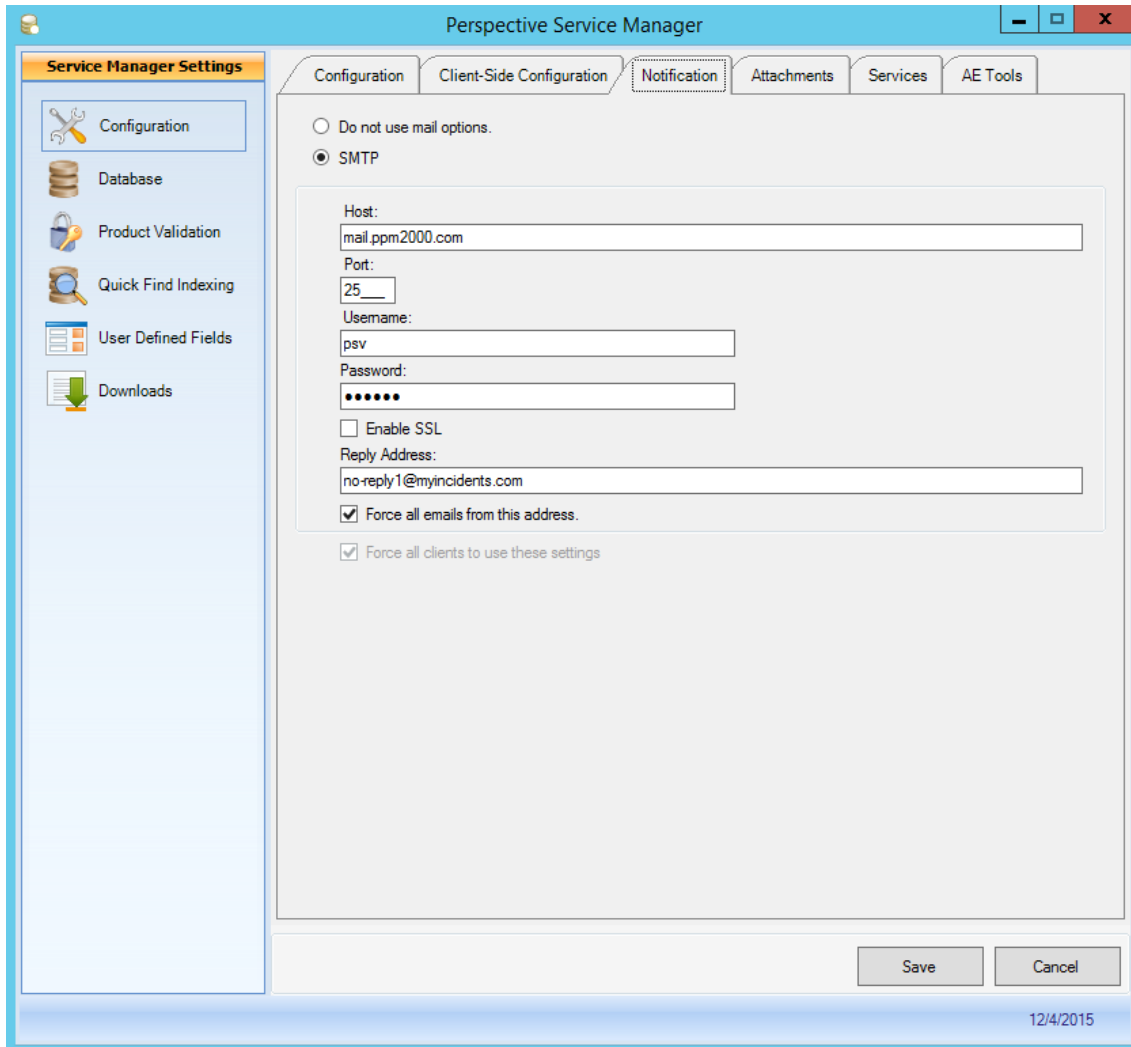 Perspective Service Manager
Service Manager Settings
Configuration
Database
Product Validation
Quick Find Indexing
User Defined Fields
Downloads
Configuration Client-Side Configuration Notification Attachments Services AE Tools
Do not use mail options.
SMTP
Host:
mail.ppm2000.com
Port:
25___
Username:
psv
Password:
●●●●●●
Enable SSL
Reply Address:
no-reply1@myincidents.com
Force all emails from this address.
Force all clients to use these settings
Save Cancel
12/4/2015